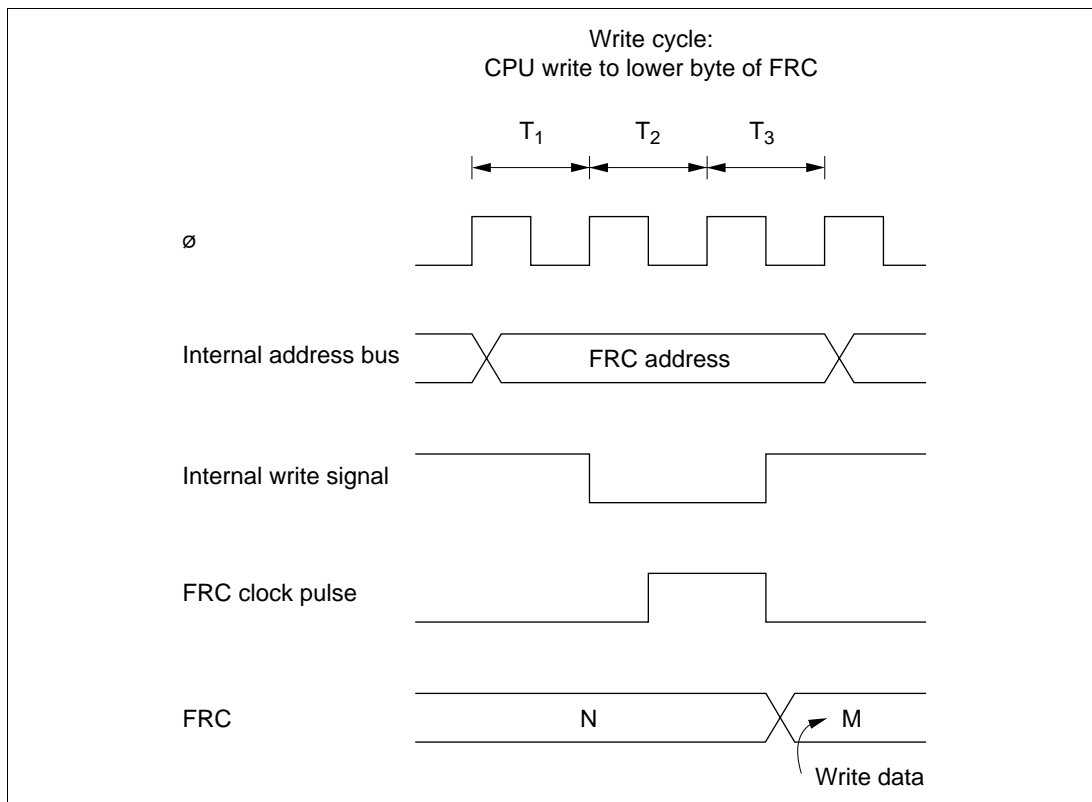 Write cycle:
CPU write to lower byte of FRC
T1 T2 T3
ø
Internal address bus FRC address
Internal write signal
FRC clock pulse
FRC N M
Write data